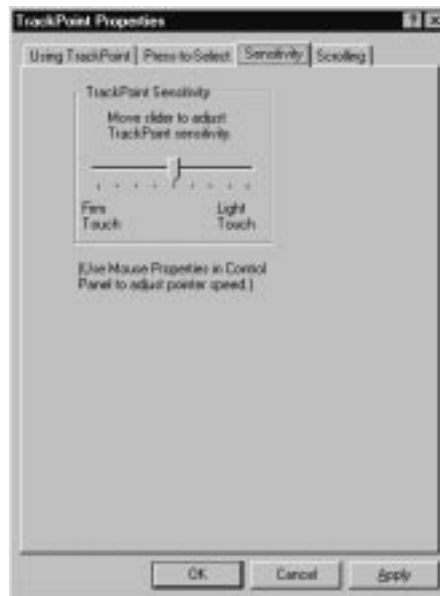 TrackPoint Properties
Using TrackPoint Press-to-Select Sensitivity Scrolling
TrackPoint Sensitivity
Move slider to adjust
TrackPoint sensitivity.
Firm Light
Touch Touch
(Use Mouse Properties in Control
Panel to adjust pointer speed.)
OK Cancel Apply